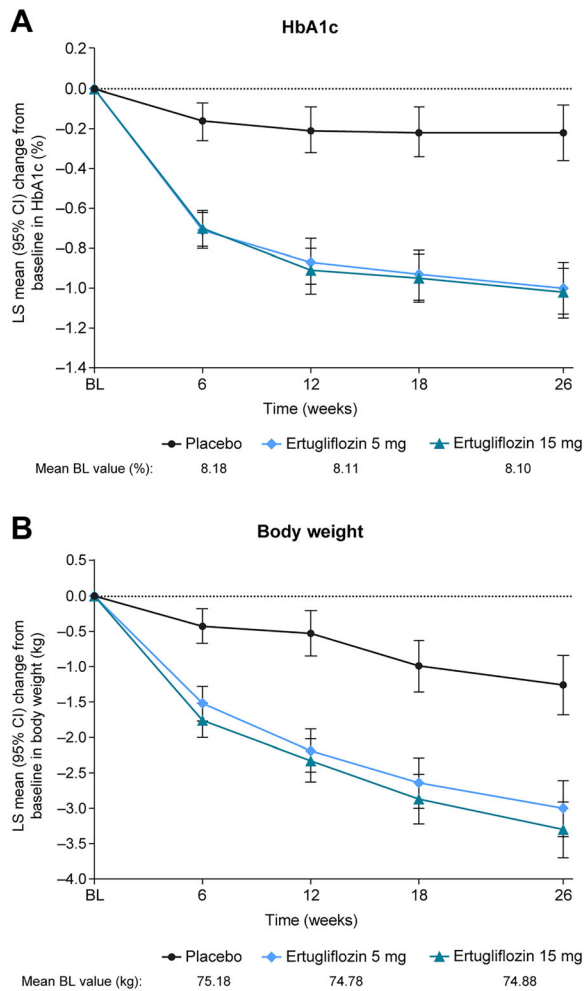 A
HbA1c
LS mean (95% CI) change from
baseline in HbA1c (%)
0.2
0.0
–0.2
–0.4
–0.6
–0.8
–1.0
–1.2
–1.4
BL 6 12 18 26
Time (weeks)
Placebo Ertugliflozin 5 mg Ertugliflozin 15 mg
Mean BL value (%): 8.18 8.11 8.10
B
Body weight
LS mean (95% CI) change from
baseline in body weight (kg)
0.5
0.0
–0.5
–1.0
–1.5
–2.0
–2.5
–3.0
–3.5
–4.0
BL 6 12 18 26
Time (weeks)
Placebo Ertugliflozin 5 mg Ertugliflozin 15 mg
Mean BL value (kg): 75.18 74.78 74.88